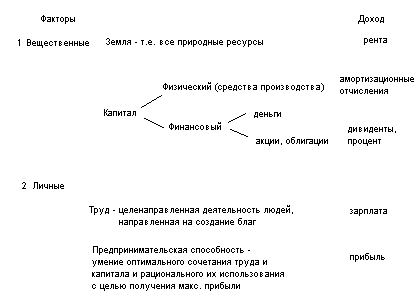 Факторы Доход
1 Вещественные Земля - т.е. все природные ресурсы рента
Физический (средства производства) амортизационные
отчисления
Капитал
Финансовый деньги
акции, облигации дивиденты,
процент
2 Личные
Труд - целенаправленная деятельность людей, зарплата
направленная на создание благ
Предпринимательская способность -
умение оптимального сочетания труда и прибыль
капитала и рационального их использования
с целью получения макс. прибыли